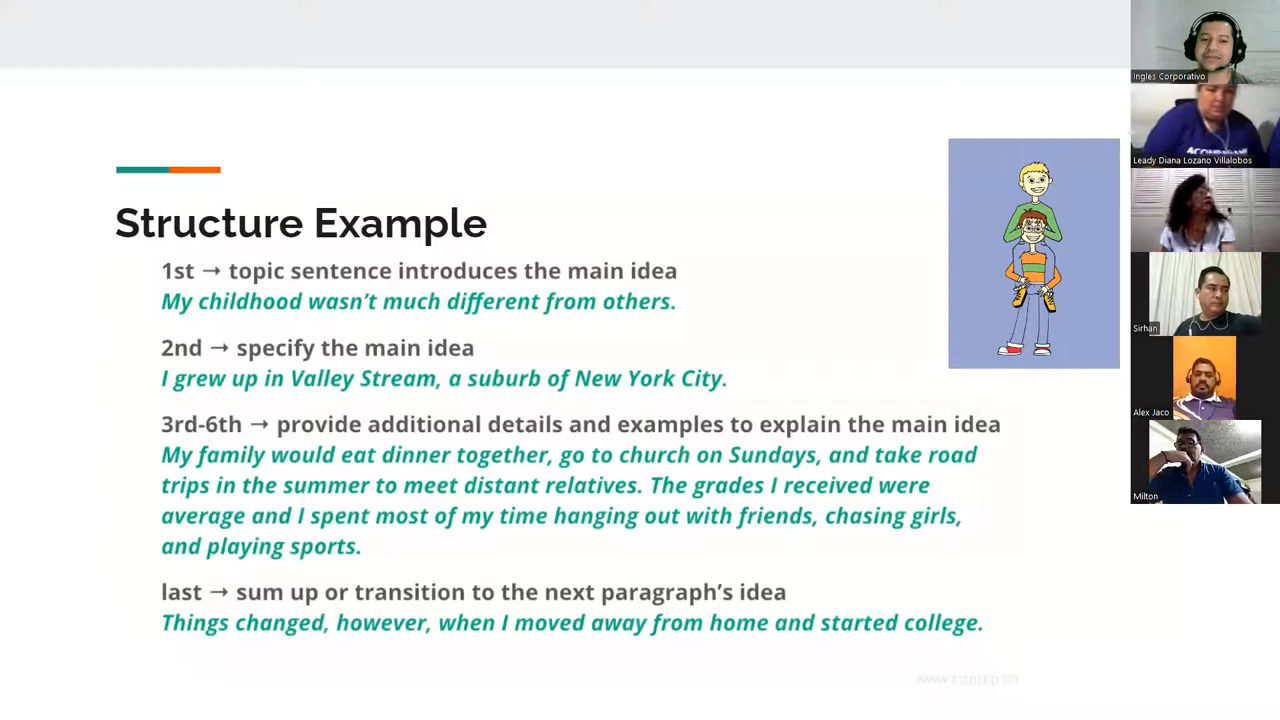 Structure Example
1st → topic sentence introduces the main idea
My childhood wasn't much different from others.
2nd → specify the main idea
I grew up in Valley Stream, a suburb of New York City.
3rd-6th → provide additional details and examples to explain the main idea
My family would eat dinner together, go to church on Sundays, and take road
trips in the summer to meet distant relatives. The grades I received were
average and I spent most of my time hanging out with friends, chasing girls,
and playing sports.
last → sum up or transition to the next paragraph's idea
Things changed, however, when I moved away from home and started college.
Ingles Corporativo
Leady Diana Lozano Villalobos
Sirhan
Alex Jaco
Milton